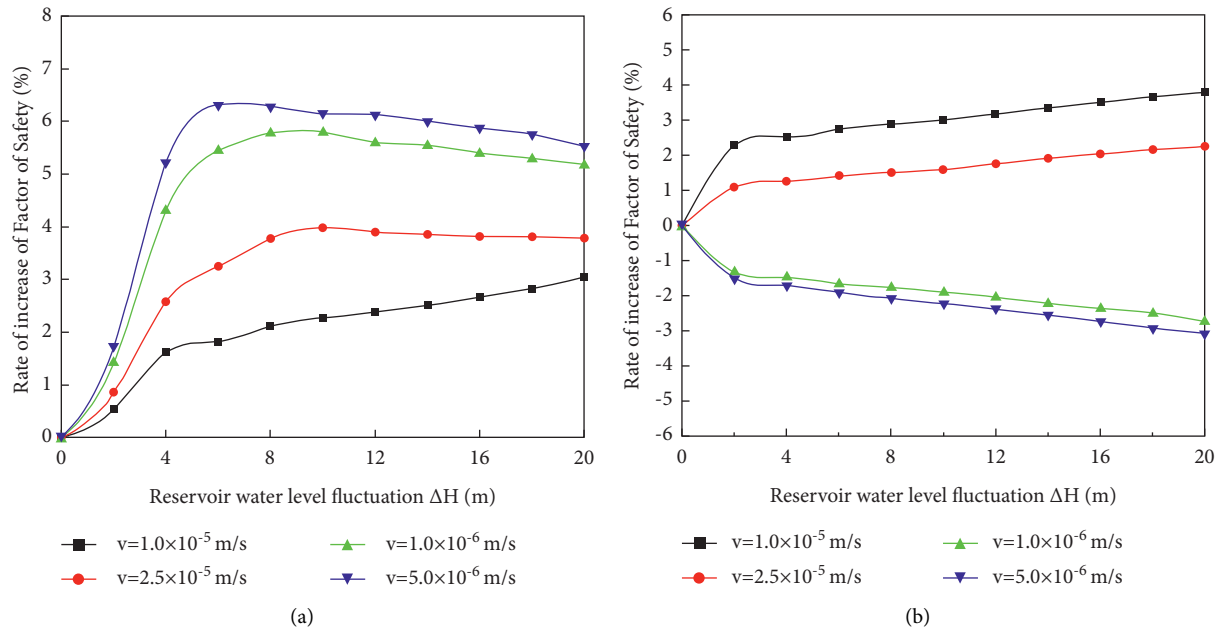 Rate of increase of Factor of Safety (%)
8
7
6
5
4
3
2
1
0
0
4
8
12
16
20
Reservoir water level fluctuation ΔH (m)
v=1.0×10⁻⁵ m/s
v=1.0×10⁻⁶ m/s
v=2.5×10⁻⁵ m/s
v=5.0×10⁻⁶ m/s
(a)
Rate of increase of Factor of Safety (%)
6
5
4
3
2
1
0
-1
-2
-3
-4
-5
-6
0
4
8
12
16
20
Reservoir water level fluctuation ΔH (m)
v=1.0×10⁻⁵ m/s
v=1.0×10⁻⁶ m/s
v=2.5×10⁻⁵ m/s
v=5.0×10⁻⁶ m/s
(b)